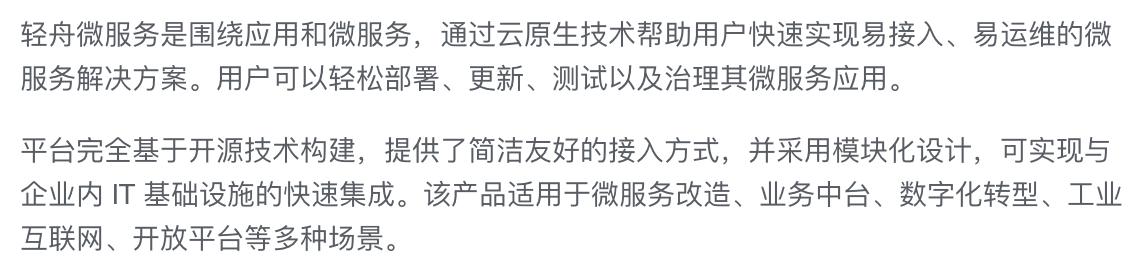 轻舟微服务是围绕应用和微服务，通过云原生技术帮助用户快速实现易接入、易运维的微
服务解决方案。用户可以轻松部署、更新、测试以及治理其微服务应用。
平台完全基于开源技术构建，提供了简洁友好的接入方式，并采用模块化设计，可实现与
企业内 IT 基础设施的快速集成。该产品适用于微服务改造、业务中台、数字化转型、工业
互联网、开放平台等多种场景。